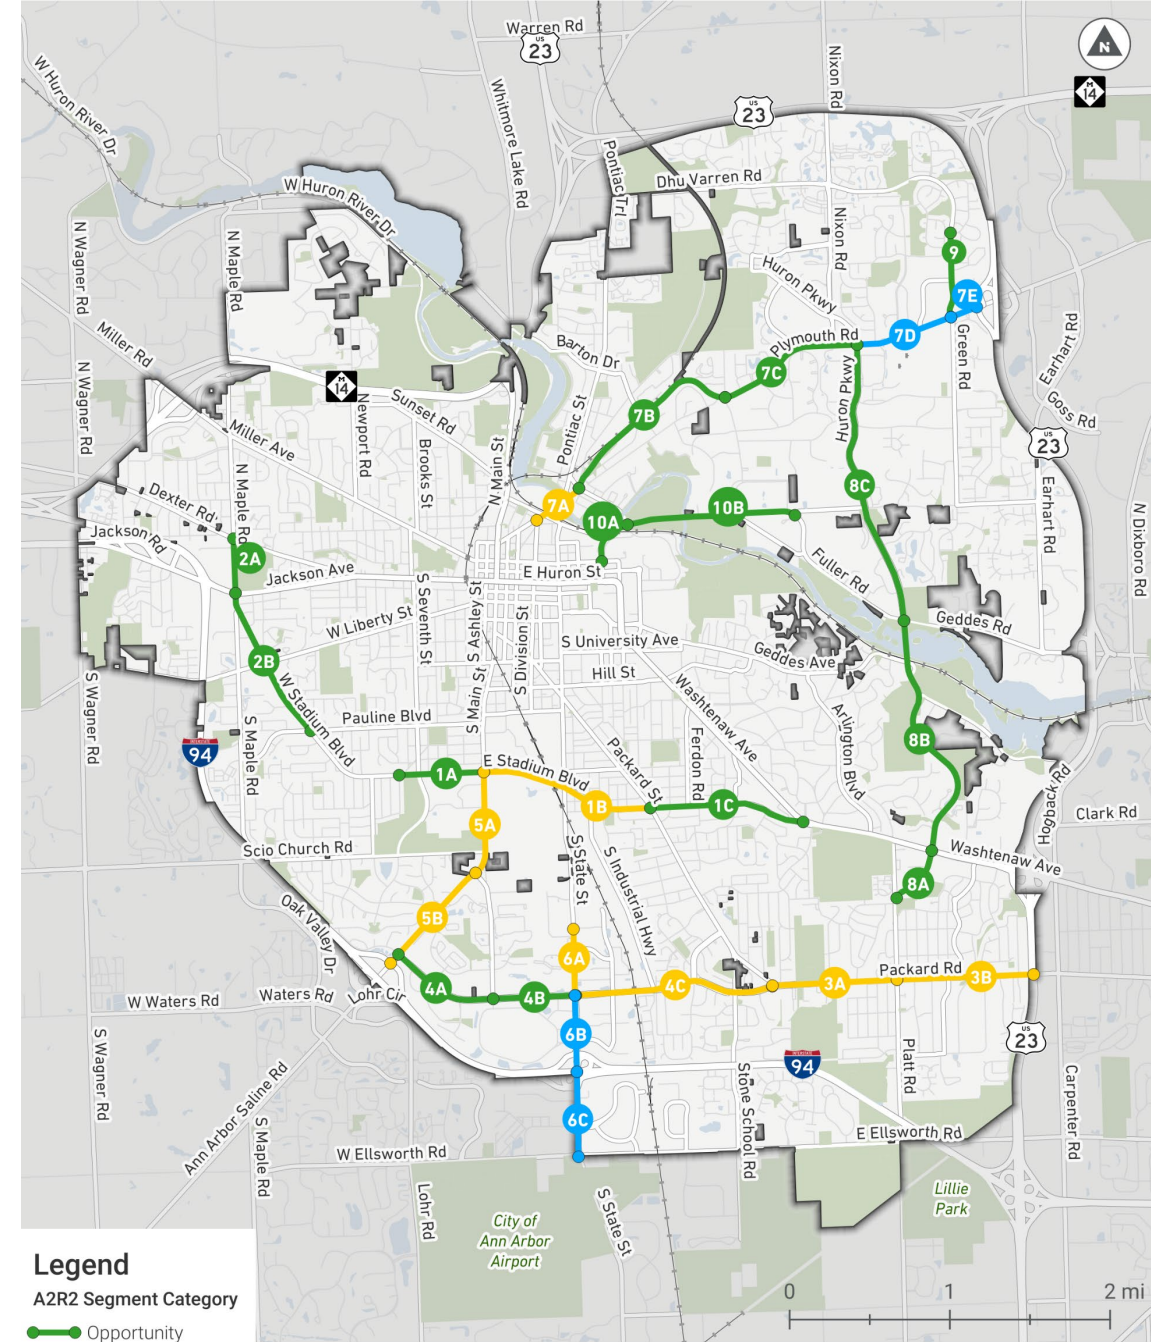 Warren Rd
US
23
N
M
14
W Huron River Dr
Whitmore Lake Rd
Nixon Rd
US
23
Pontiac Trl
Dhu Varren Rd
W Huron River Dr
N Wagner Rd
N Maple Rd
Nixon Rd
Huron Pkwy
9
7E
7D
Plymouth Rd
Green Rd
Earhart Rd
Miller Rd
Barton Dr
7C
Huron Pkwy
N Wagner Rd
M
14
Newport Rd
Sunset Rd
Pontiac St
7B
Goss Rd
US
23
Miller Ave
Brooks St
N Main St
Dexter Rd
N Maple Rd
7A
10A
10B
8C
Earhart Rd
N Dixboro Rd
Jackson Rd
2A
Jackson Ave
E Huron St
Fuller Rd
S Seventh St
S Ashley St
S Division St
W Liberty St
S University Ave
Geddes Rd
Geddes Ave
2B
Hill St
S Wagner Rd
W Stadium Blvd
S Main St
Washtenaw Ave
Arlington Blvd
Pauline Blvd
94
S Maple Rd
Packard St
Ferdon Rd
8B
1A
E Stadium Blvd
1B
1C
Hogback Rd
Clark Rd
5A
Scio Church Rd
S State St
S Industrial Hwy
Washtenaw Ave
8A
Oak Valley Dr
5B
6A
4A
4B
4C
3A
Packard Rd
3B
W Waters Rd
Waters Rd
Lohr Cir
6B
US
23
S Wagner Rd
Ann Arbor Saline Rd
94
Platt Rd
Stone School Rd
Carpenter Rd
6C
S Maple Rd
W Ellsworth Rd
E Ellsworth Rd
Lohr Rd
S State St
City of
Ann Arbor
Airport
Lillie
Park
Legend
A2R2 Segment Category
Opportunity
0 1 2 mi